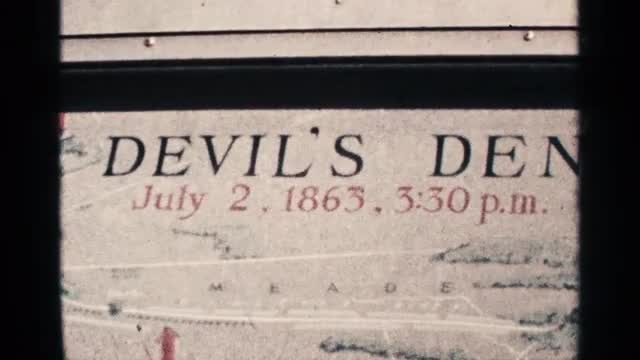 DEVIL'S DEN
July 2, 1863, 3:30 p.m.
MEADE